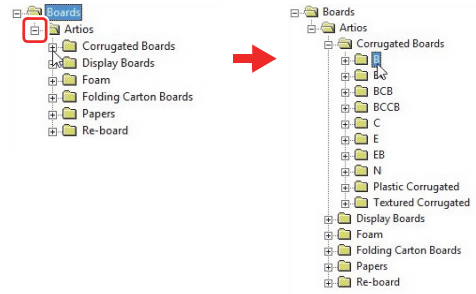 Boards
Artios
Corrugated Boards
Display Boards
Foam
Folding Carton Boards
Papers
Re-board
Boards
Artios
Corrugated Boards
B
BCB
BCCB
C
E
EB
N
Plastic Corrugated
Textured Corrugated
Display Boards
Foam
Folding Carton Boards
Papers
Re-board